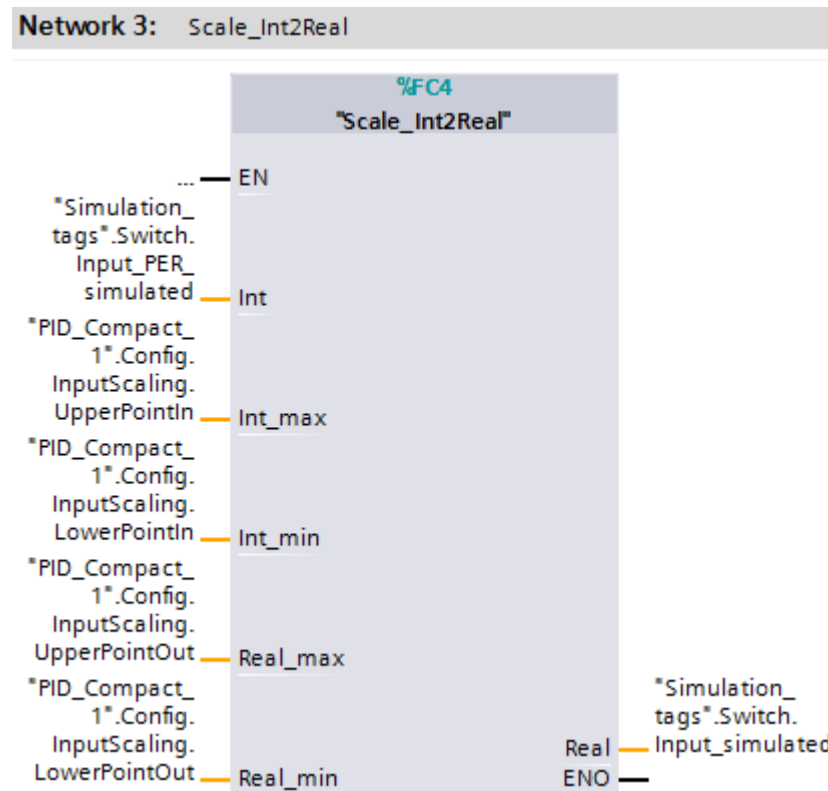 Network 3: Scale_Int2Real
%FC4
"Scale_Int2Real"
... EN
"Simulation_
tags".Switch.
Input_PER_
simulated Int
"PID_Compact_
1".Config.
InputScaling.
UpperPointIn Int_max
"PID_Compact_
1".Config.
InputScaling.
LowerPointIn Int_min
"PID_Compact_
1".Config.
InputScaling.
UpperPointOut Real_max
"PID_Compact_
1".Config.
InputScaling.
LowerPointOut Real_min
"Simulation_
tags".Switch.
Real Input_simulated
ENO